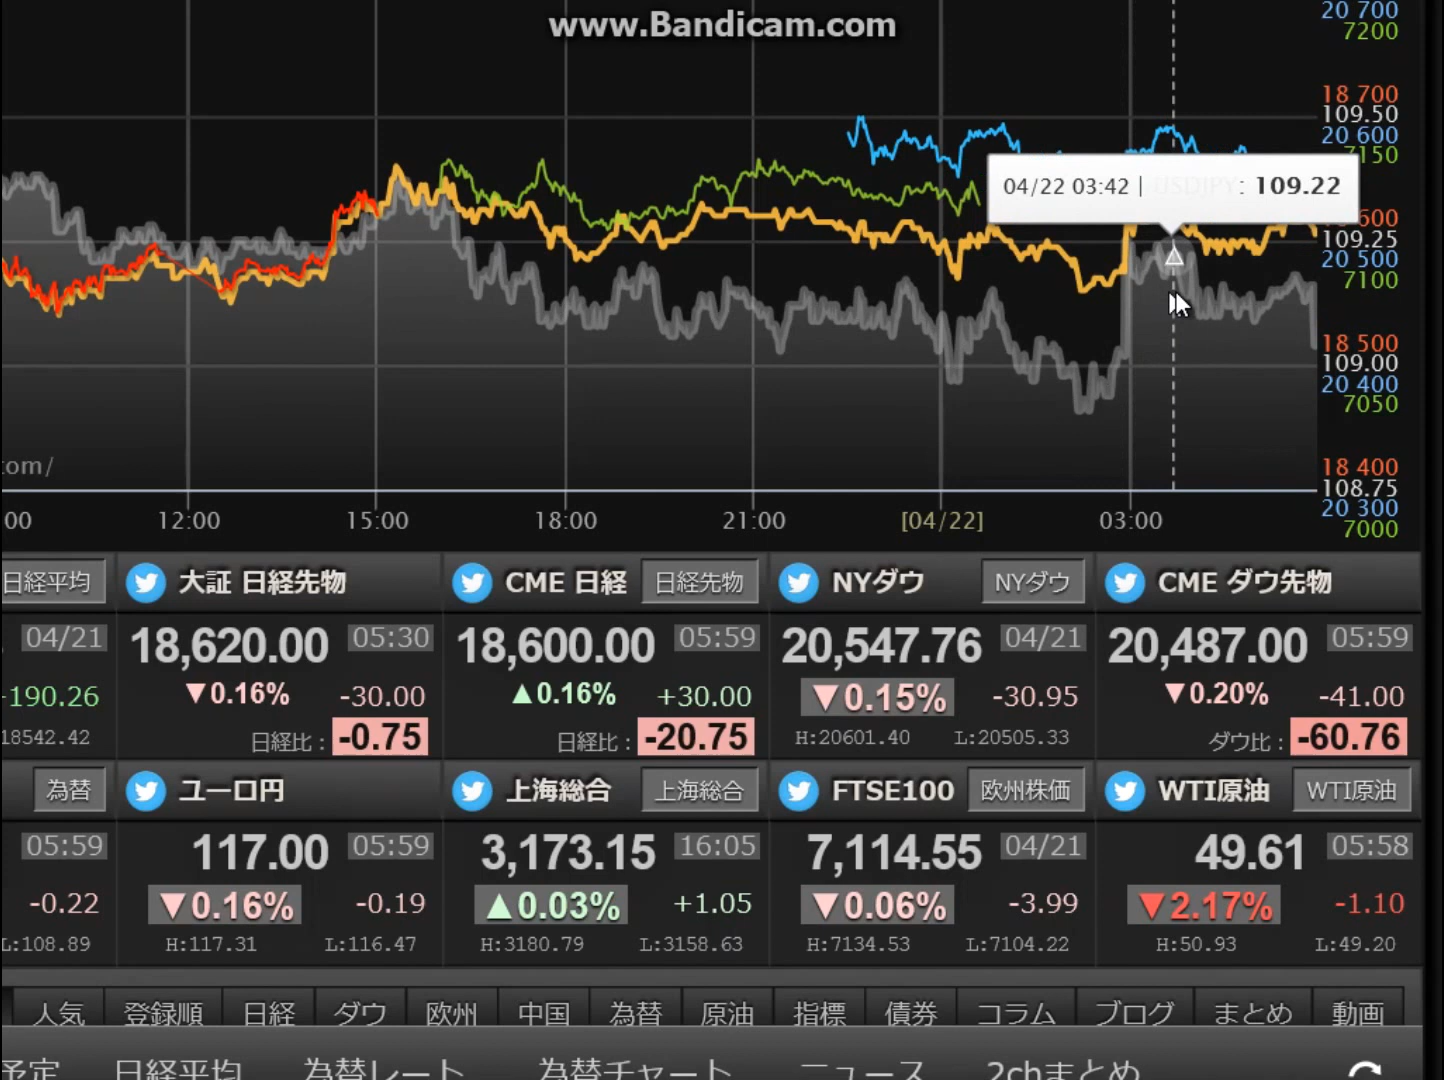 www.Bandicam.com
20 700
7200
18 700
109.50
20 600
7150
04/22 03:42 | USDJPY: 109.22
600
109.25
20 500
7100
18 500
109.00
20 400
7050
com/
18 400
108.75
20 300
7000
00 12:00 15:00 18:00 21:00 [04/22] 03:00
日経平均 大証 日経先物 CME 日経 日経先物 NYダウ NYダウ CME ダウ先物
04/21 18,620.00 05:30 18,600.00 05:59 20,547.76 04/21 20,487.00 05:59
-190.26 ▼0.16% -30.00 ▲0.16% +30.00 ▼0.15% -30.95 ▼0.20% -41.00
18542.42 日経比： -0.75 日経比： -20.75 H:20601.40 L:20505.33 ダウ比： -60.76
為替 ユーロ円 上海総合 上海総合 FTSE100 欧州株価 WTI原油 WTI原油
05:59 117.00 05:59 3,173.15 16:05 7,114.55 04/21 49.61 05:58
-0.22 ▼0.16% -0.19 ▲0.03% +1.05 ▼0.06% -3.99 ▼2.17% -1.10
L:108.89 H:117.31 L:116.47 H:3180.79 L:3158.63 H:7134.53 L:7104.22 H:50.93 L:49.20
人気 登録順 日経 ダウ 欧州 中国 為替 原油 指標 債券 コラム ブログ まとめ 動画
予定 日経平均 為替レート 為替チャート ニュース 2chまとめ